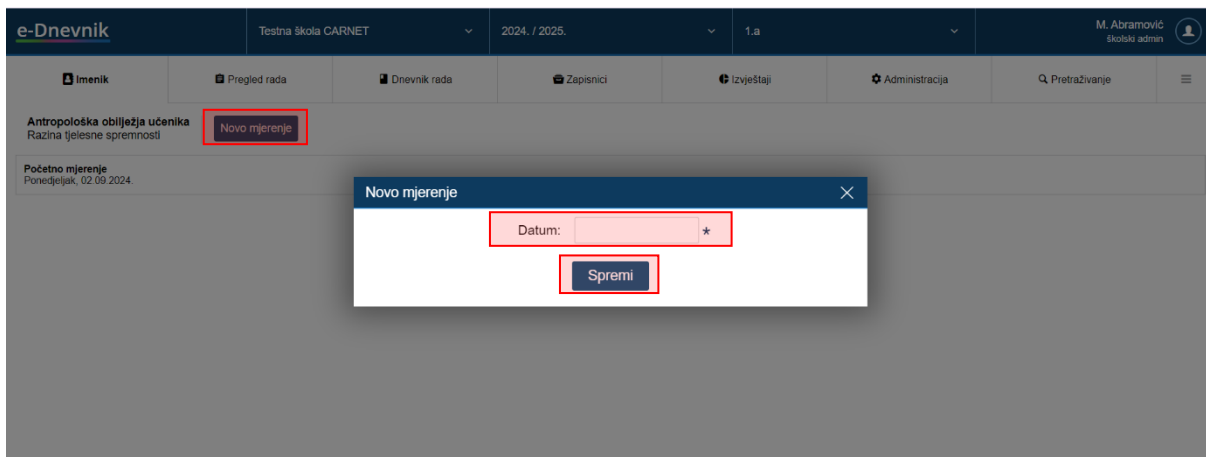 e-Dnevnik
Testna škola CARNET
2024. / 2025.
1.a
M. Abramović
školski admin
Imenik
Pregled rada
Dnevnik rada
Zapisnici
Izvještaji
Administracija
Pretraživanje
Antropološka obilježja učenika
Razina tjelesne spremnosti
Novo mjerenje
Početno mjerenje
Ponedjeljak, 02.09.2024.
Novo mjerenje
Datum: *
Spremi